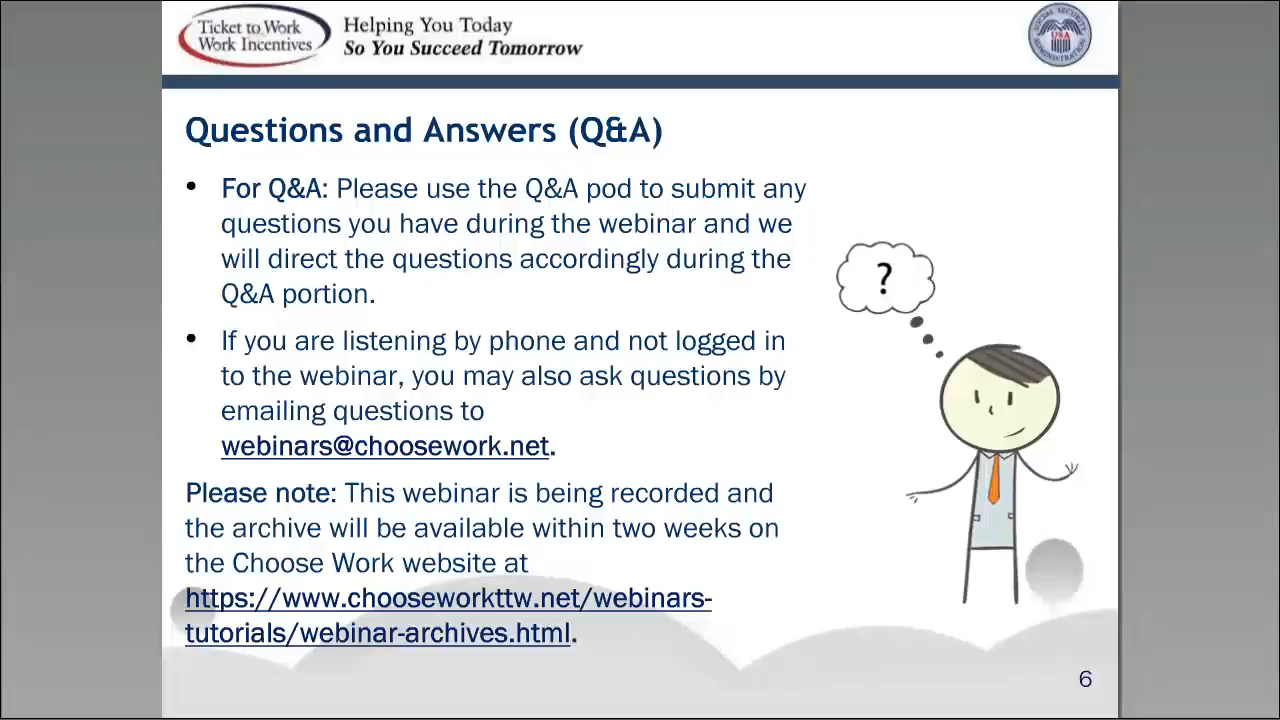 Ticket to Work
Work Incentives
Helping You Today
So You Succeed Tomorrow
SOCIAL SECURITY
USA
ADMINISTRATION
Questions and Answers (Q&A)
• For Q&A: Please use the Q&A pod to submit any
questions you have during the webinar and we
will direct the questions accordingly during the
Q&A portion.
?
• If you are listening by phone and not logged in
to the webinar, you may also ask questions by
emailing questions to
webinars@choosework.net.
Please note: This webinar is being recorded and
the archive will be available within two weeks on
the Choose Work website at
https://www.chooseworkttw.net/webinars-
tutorials/webinar-archives.html.
6